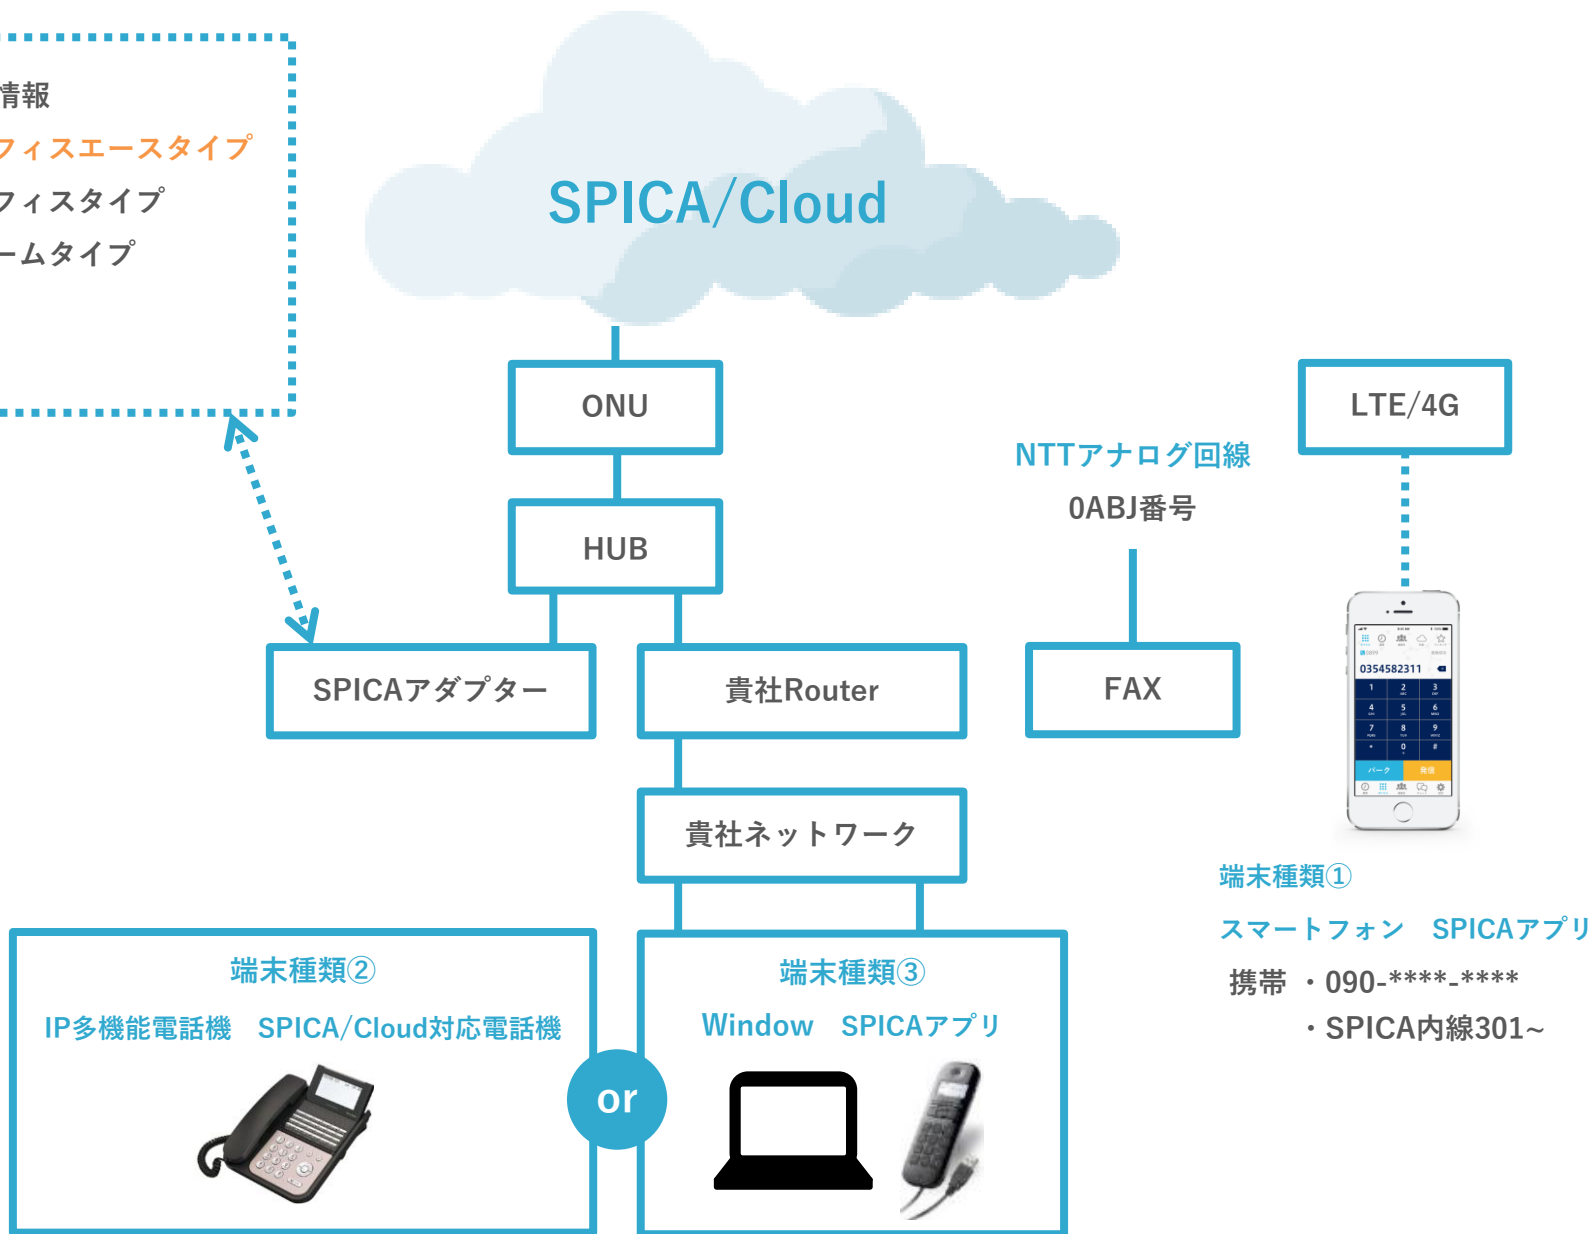 情報
フィスエースタイプ
フィスタイプ
ームタイプ
SPICA/Cloud
ONU
LTE/4G
NTTアナログ回線
0ABJ番号
HUB
SPICAアダプター
貴社Router
FAX
0354582311
1
2
3
4
5
6
7
8
9
*
0
#
パーク
発信
貴社ネットワーク
端末種類①
スマートフォン　SPICAアプリ
携帯 ・090-****-****
・SPICA内線301~
端末種類②
IP多機能電話機　SPICA/Cloud対応電話機
or
端末種類③
Window　SPICAアプリ